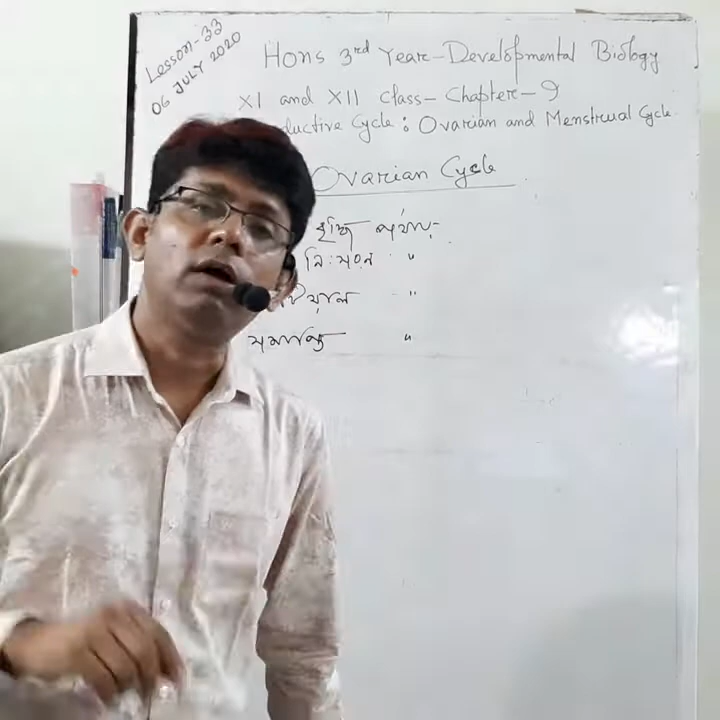 Lesson-33
06 JULY 2020
Hons 3rd Year-Developmental Biology
XI and XII Class- Chapter-9
ductive Cycle: Ovarian and Menstrual Cycle
Ovarian Cycle
বৃদ্ধি পর্যায়:-
নিঃসরণ "
"
"